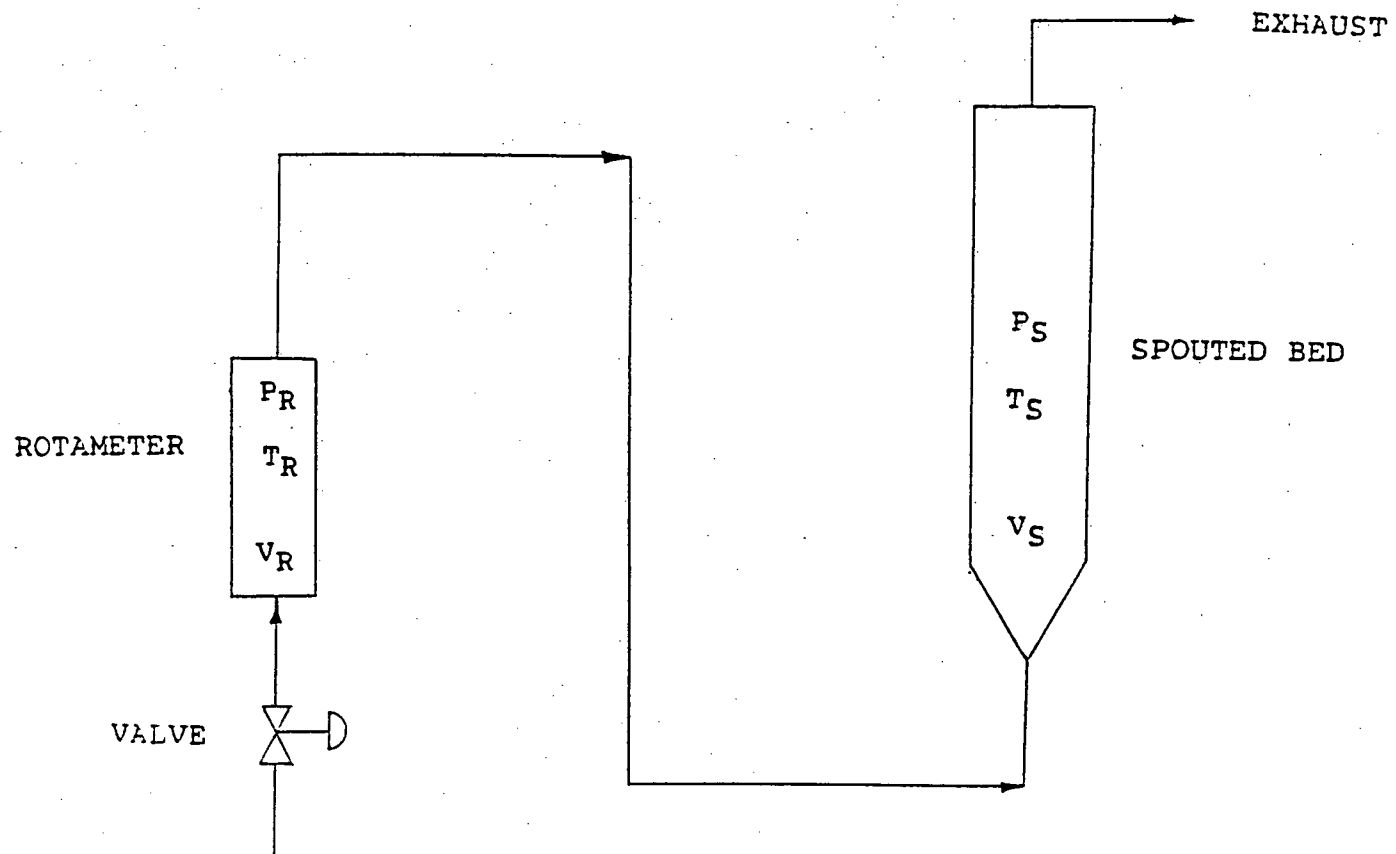 EXHAUST
P_S
SPOUTED BED
T_S
V_S
P_R
ROTAMETER
T_R
V_R
VALVE